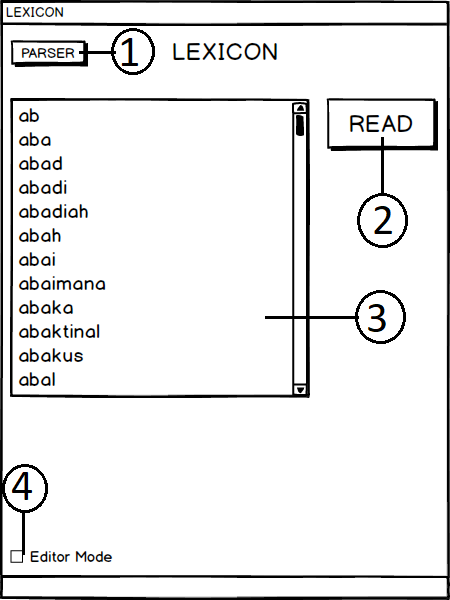 LEXICON
PARSER 1 LEXICON
ab
aba
abad
abadi
abadiah
abah
abai
abaimana
abaka
abaktinal
abakus
abal
READ
2
3
4
Editor Mode